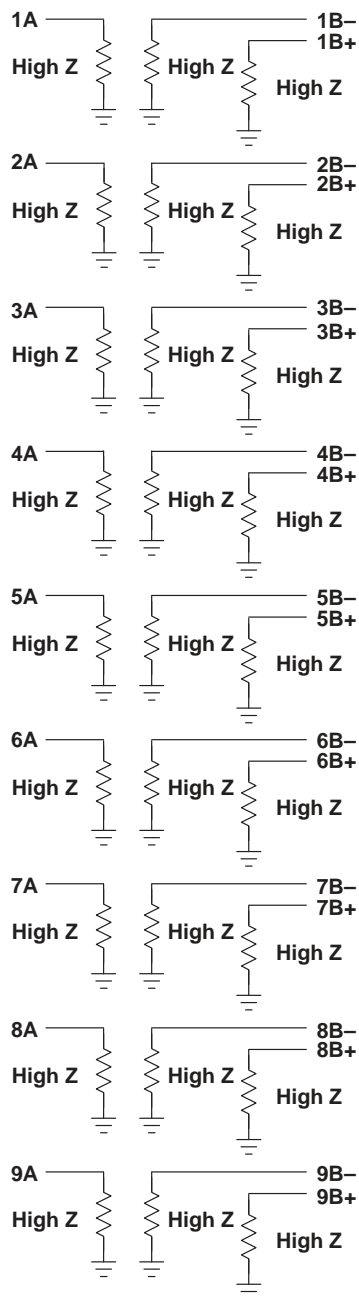 1A 1B–
1B+
High Z High Z High Z
2A 2B–
2B+
High Z High Z High Z
3A 3B–
3B+
High Z High Z High Z
4A 4B–
4B+
High Z High Z High Z
5A 5B–
5B+
High Z High Z High Z
6A 6B–
6B+
High Z High Z High Z
7A 7B–
7B+
High Z High Z High Z
8A 8B–
8B+
High Z High Z High Z
9A 9B–
9B+
High Z High Z High Z